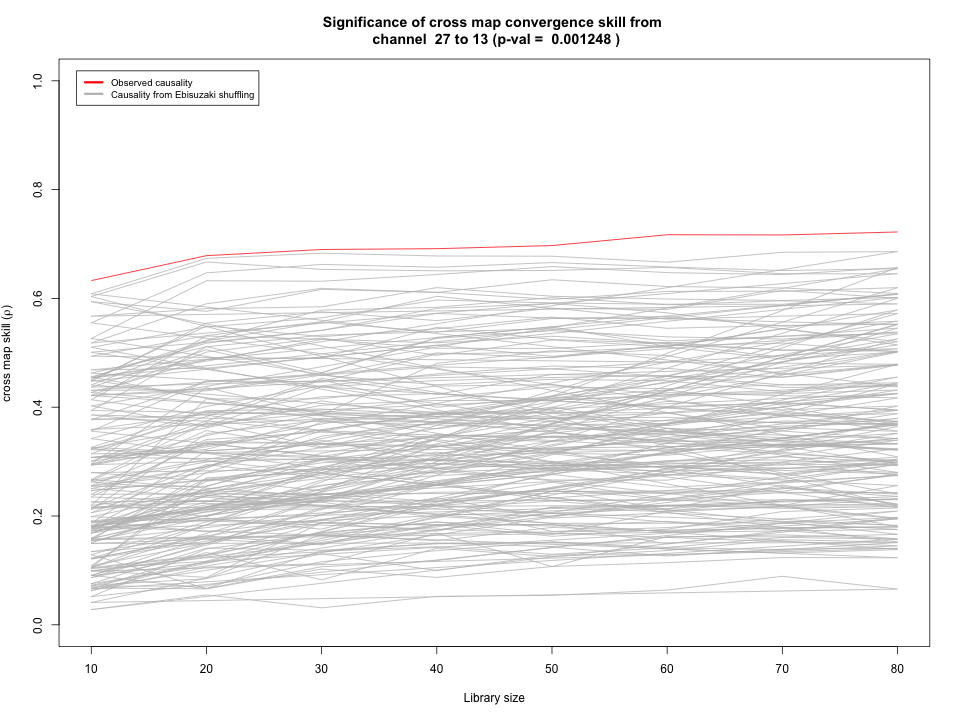 Significance of cross map convergence skill from
channel  27 to 13 (p-val =  0.001248 )
Observed causality
Causality from Ebisuzaki shuffling
cross map skill (ρ)
1.0
0.8
0.6
0.4
0.2
0.0
10 20 30 40 50 60 70 80
Library size